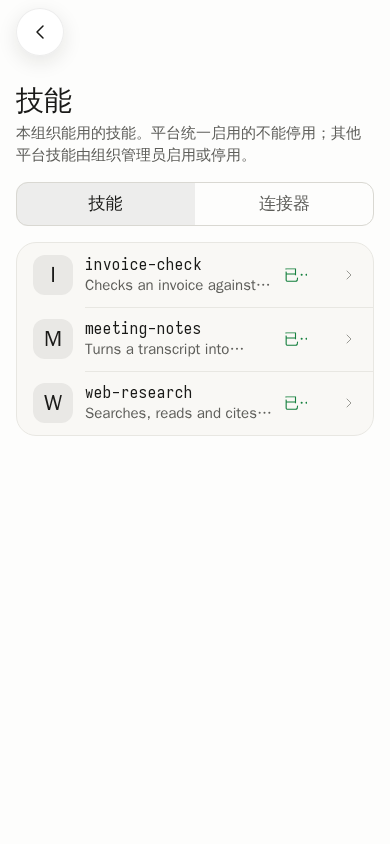 技能
本组织能用的技能。平台统一启用的不能停用；其他
平台技能由组织管理员启用或停用。
技能
连接器
I
invoice-check
Checks an invoice against…
已…
M
meeting-notes
Turns a transcript into…
已…
W
web-research
Searches, reads and cites…
已…